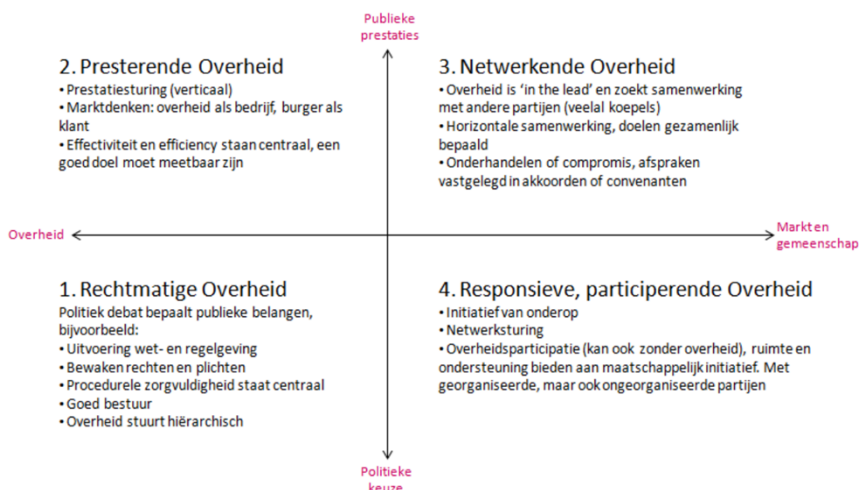 Publieke
prestaties
2. Presterende Overheid
• Prestatiesturing (verticaal)
• Marktdenken: overheid als bedrijf, burger als
klant
• Effectiviteit en efficiency staan centraal, een
goed doel moet meetbaar zijn
3. Netwerkende Overheid
• Overheid is ‘in the lead’ en zoekt samenwerking
met andere partijen (veelal koepels)
• Horizontale samenwerking, doelen gezamenlijk
bepaald
• Onderhandelen of compromis, afspraken
vastgelegd in akkoorden of convenanten
Overheid
Markt en
gemeenschap
1. Rechtmatige Overheid
Politiek debat bepaalt publieke belangen,
bijvoorbeeld:
• Uitvoering wet- en regelgeving
• Bewaken rechten en plichten
• Procedurele zorgvuldigheid staat centraal
• Goed bestuur
• Overheid stuurt hiërarchisch
4. Responsieve, participerende Overheid
• Initiatief van onderop
• Netwerksturing
• Overheidsparticipatie (kan ook zonder overheid), ruimte en
ondersteuning bieden aan maatschappelijk initiatief. Met
georganiseerde, maar ook ongeorganiseerde partijen
Politieke
keuze